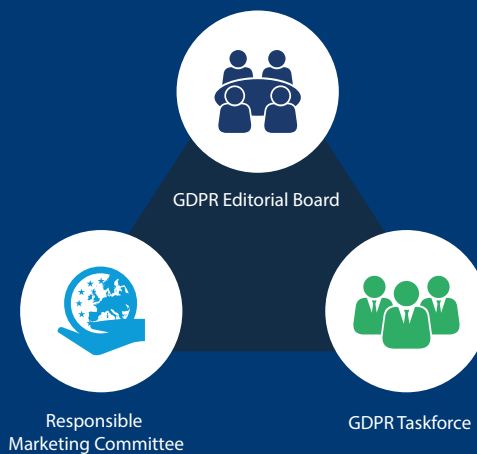 GDPR Editorial Board
Responsible
Marketing Committee
GDPR Taskforce